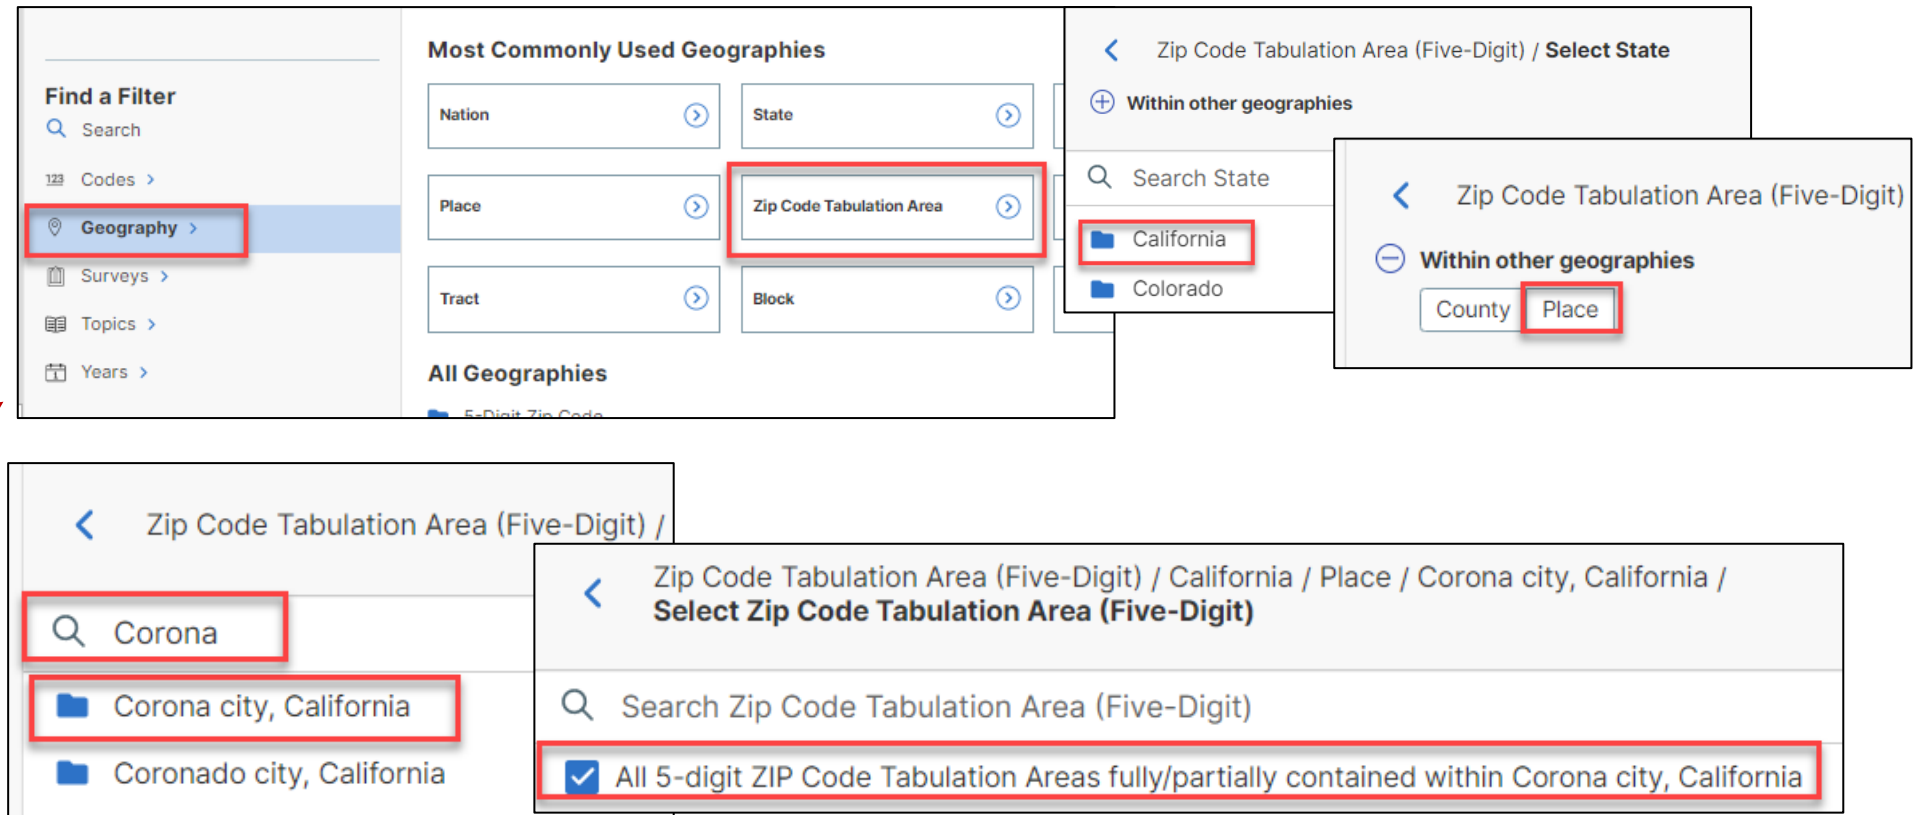 Find a Filter
Search
123 Codes >
Geography >
Surveys >
Topics >
Years >
Most Commonly Used Geographies
Nation
State
Place
Zip Code Tabulation Area
Tract
Block
All Geographies
5-Digit Zip Code
Zip Code Tabulation Area (Five-Digit) / Select State
Within other geographies
Search State
California
Colorado
Zip Code Tabulation Area (Five-Digit)
Within other geographies
County Place
Zip Code Tabulation Area (Five-Digit) /
Corona
Corona city, California
Coronado city, California
Zip Code Tabulation Area (Five-Digit) / California / Place / Corona city, California /
Select Zip Code Tabulation Area (Five-Digit)
Search Zip Code Tabulation Area (Five-Digit)
All 5-digit ZIP Code Tabulation Areas fully/partially contained within Corona city, California